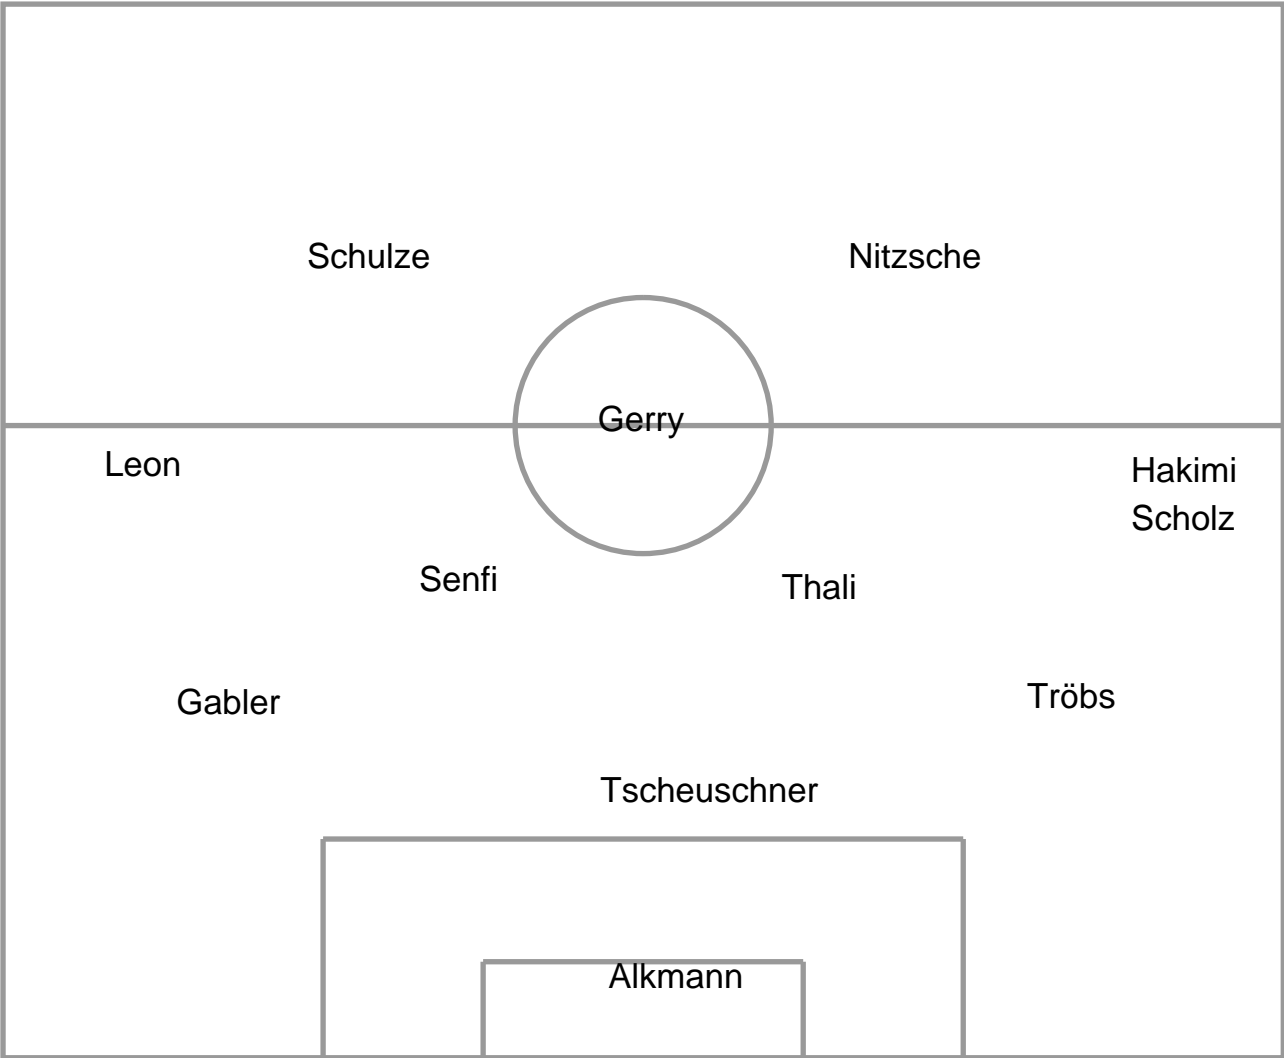 Schulze
Nitzsche
Gerry
Leon
Hakimi
Scholz
Senfi
Thali
Gabler
Tröbs
Tscheuschner
Alkmann